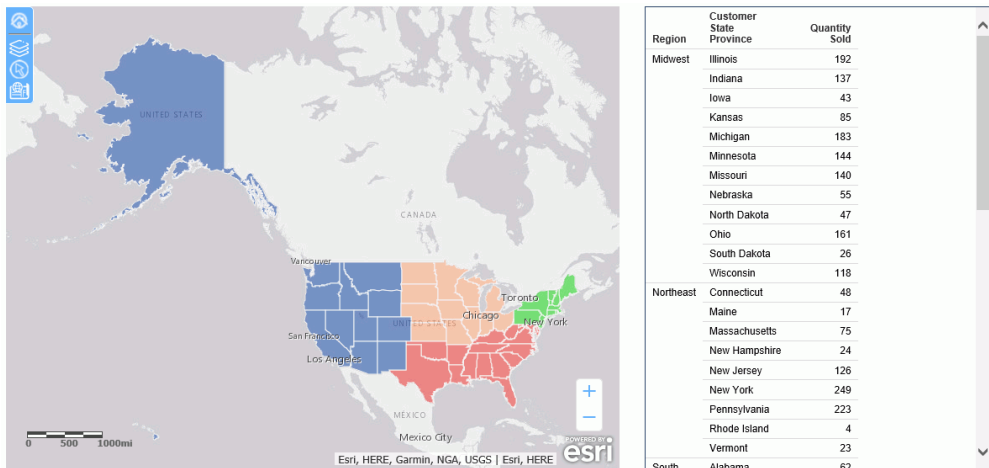 UNITED STATES
CANADA
Vancouver
Toronto
Chicago
New York
UNITED STATES
San Francisco
Los Angeles
MÉXICO
Mexico City
0 500 1000mi
+
−
POWERED BY
esri
Esri, HERE, Garmin, NGA, USGS | Esri, HERE
Customer
State Quantity
Region Province Sold
Midwest Illinois 192
Indiana 137
Iowa 43
Kansas 85
Michigan 183
Minnesota 144
Missouri 140
Nebraska 55
North Dakota 47
Ohio 161
South Dakota 26
Wisconsin 118
Northeast Connecticut 48
Maine 17
Massachusetts 75
New Hampshire 24
New Jersey 126
New York 249
Pennsylvania 223
Rhode Island 4
Vermont 23
South Alabama 62